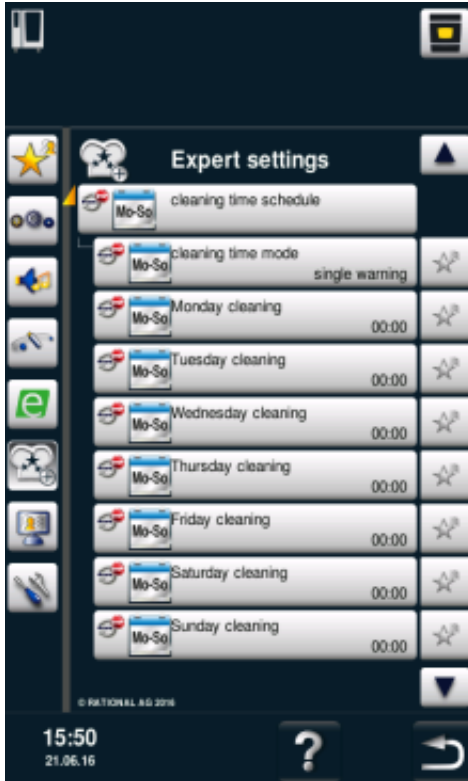 Expert settings
Mo-So cleaning time schedule
Mo-So cleaning time mode
single warning
Mo-So Monday cleaning
00:00
Mo-So Tuesday cleaning
00:00
Mo-So Wednesday cleaning
00:00
Mo-So Thursday cleaning
00:00
Mo-So Friday cleaning
00:00
Mo-So Saturday cleaning
00:00
Mo-So Sunday cleaning
00:00
© RATIONAL AG 2016
15:50
21.06.16
?